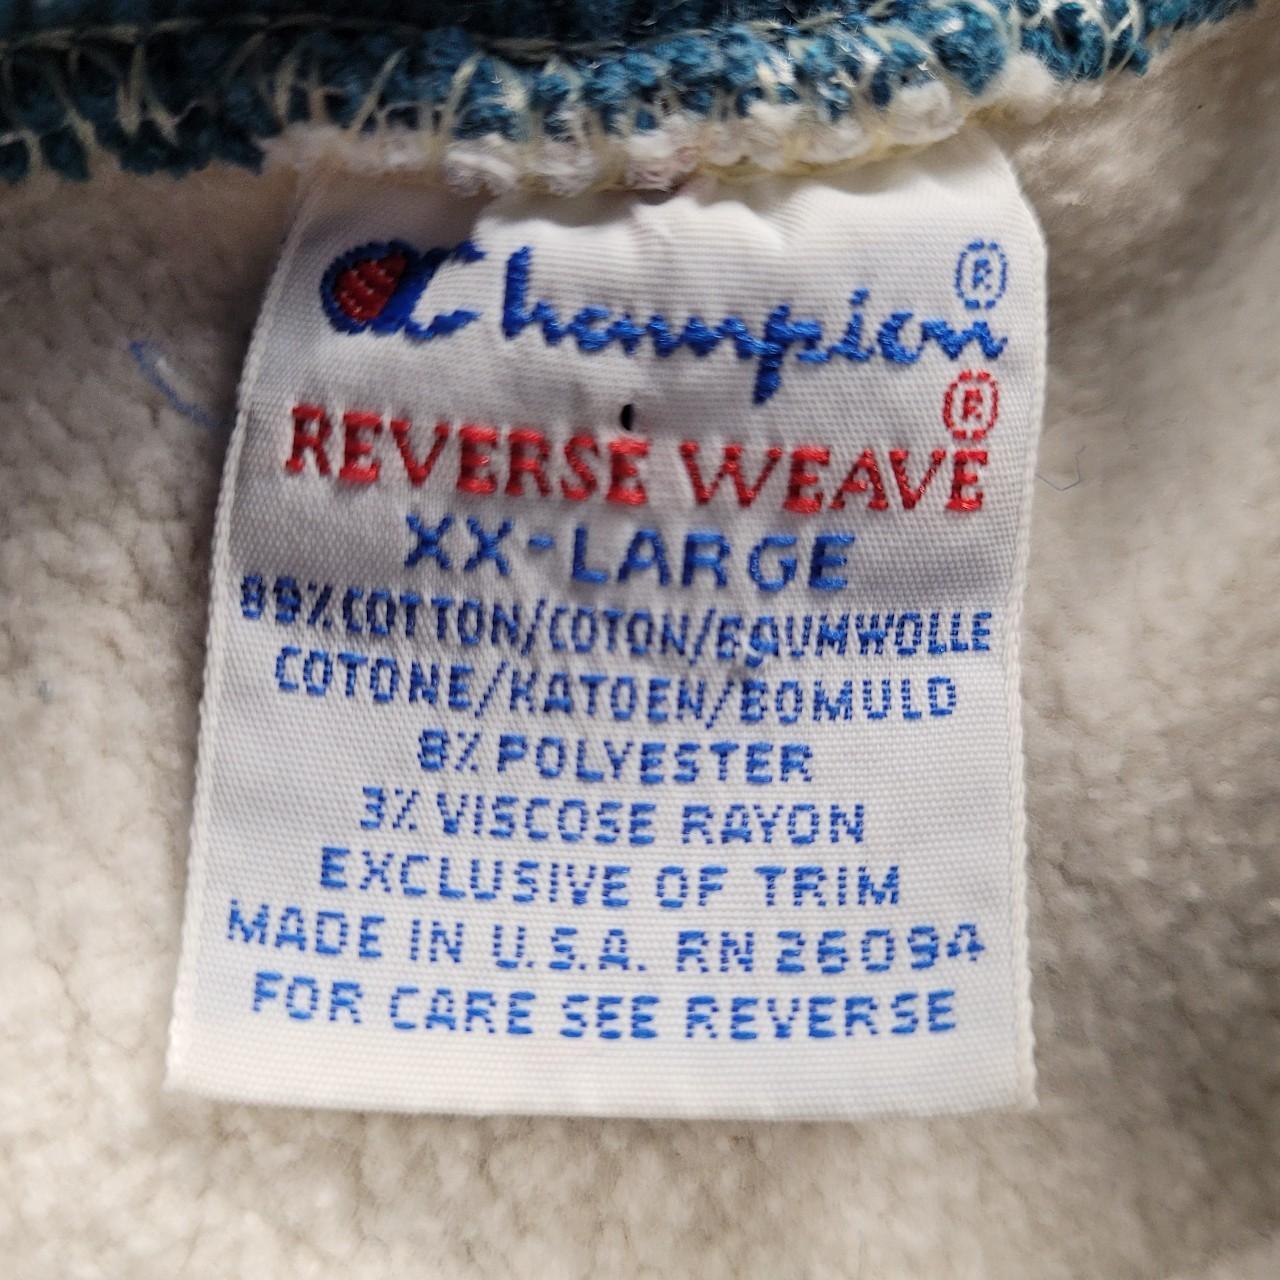 Champion®
REVERSE WEAVE®
XX-LARGE
89% COTTON/COTON/BAUMWOLLE
COTONE/KATOEN/BOMULD
8% POLYESTER
3% VISCOSE RAYON
EXCLUSIVE OF TRIM
MADE IN U.S.A. RN 26094
FOR CARE SEE REVERSE